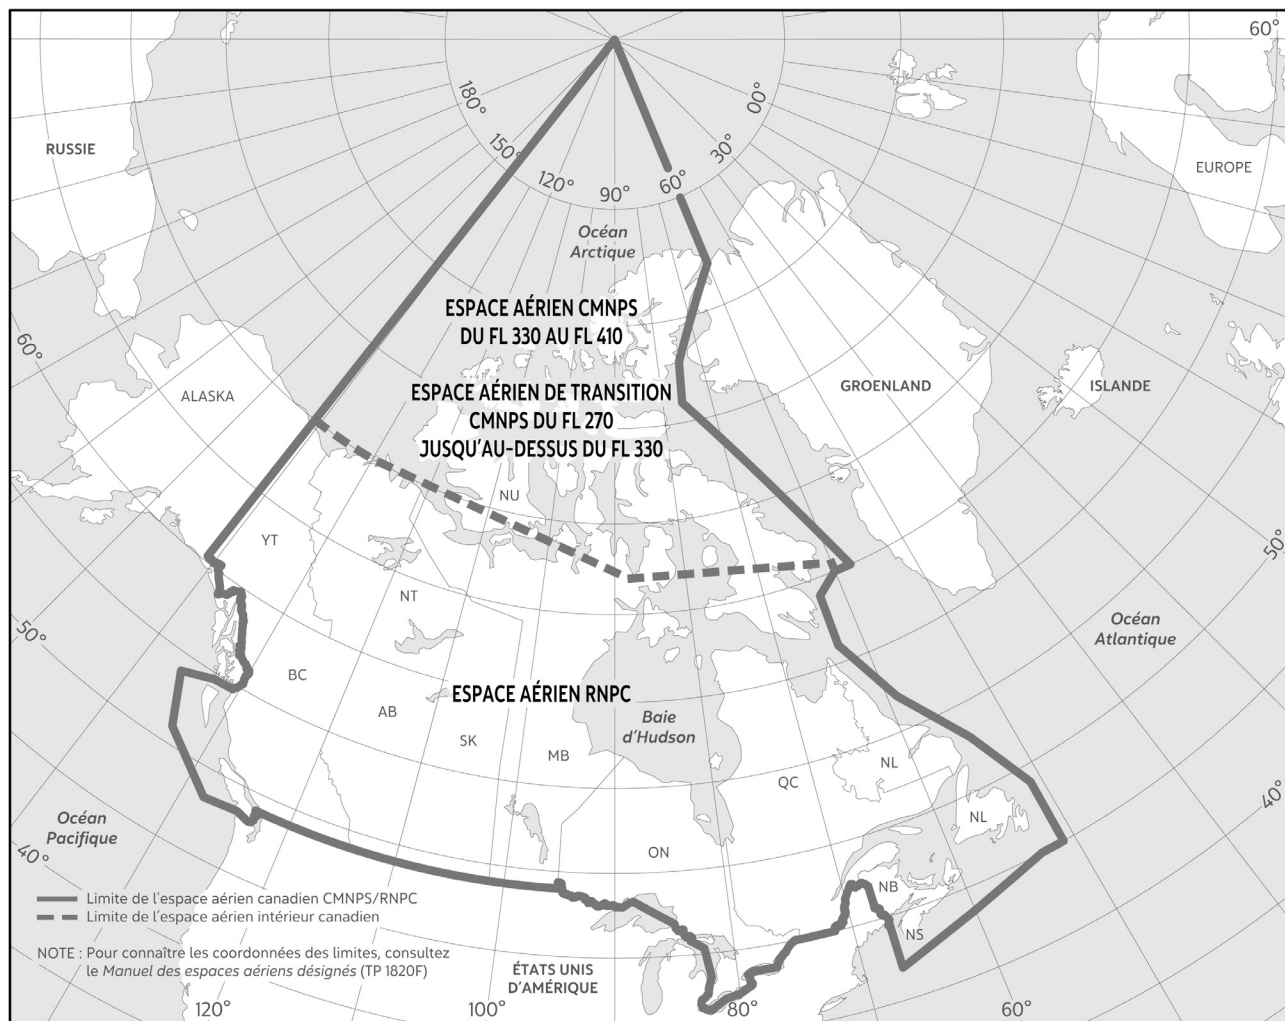 60°
180°
00°
RUSSIE
150°
30°
EUROPE
120°
60°
90°
Océan
Arctique
ESPACE AÉRIEN CMNPS
DU FL 330 AU FL 410
60°
GROENLAND
ISLANDE
ALASKA
ESPACE AÉRIEN DE TRANSITION
CMNPS DU FL 270
JUSQU'AU-DESSUS DU FL 330
NU
YT
50°
NT
Océan
Atlantique
50°
BC
ESPACE AÉRIEN RNPC
AB
Baie
d'Hudson
SK
MB
NL
QC
40°
Océan
Pacifique
NL
40°
ON
NB
NS
Limite de l'espace aérien canadien CMNPS/RNPC
Limite de l'espace aérien intérieur canadien
NOTE : Pour connaître les coordonnées des limites, consultez
le Manuel des espaces aériens désignés (TP 1820F)
ÉTATS UNIS
D'AMÉRIQUE
120°
100°
80°
60°